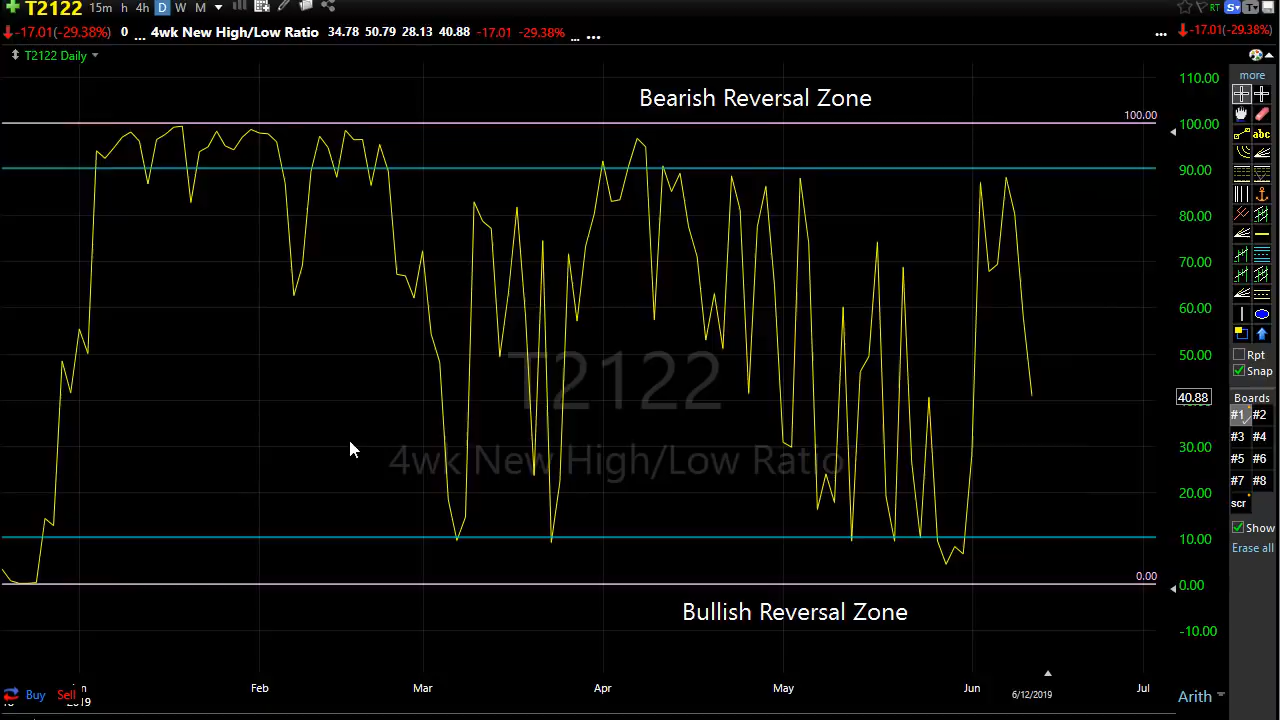 T2122 15m h 4h D W M RT S T
-17.01(-29.38%) 0 ... 4wk New High/Low Ratio 34.78 50.79 28.13 40.88 -17.01 -29.38% ... ... ... -17.01(-29.38%)
T2122 Daily
more
Bearish Reversal Zone
110.00
100.00
100.00
abc
90.00
80.00
70.00
60.00
50.00
Rpt
Snap
T2122
40.88
Boards
#1 #2
#3 #4
30.00
4wk New High/Low Ratio
#5 #6
#7 #8
20.00
scr
Show
10.00
Erase all
0.00
0.00
Bullish Reversal Zone
-10.00
Buy Sell
Feb Mar Apr May Jun Jul
2019
6/12/2019
Arith